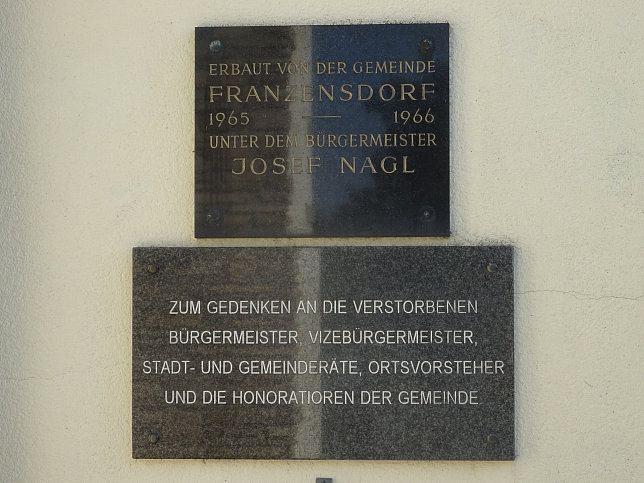 ERBAUT VON DER GEMEINDE
FRANZENSDORF
1965 — 1966
UNTER DEM BÜRGERMEISTER
JOSEF NAGL
ZUM GEDENKEN AN DIE VERSTORBENEN
BÜRGERMEISTER, VIZEBÜRGERMEISTER,
STADT- UND GEMEINDERÄTE, ORTSVORSTEHER
UND DIE HONORATIOREN DER GEMEINDE.